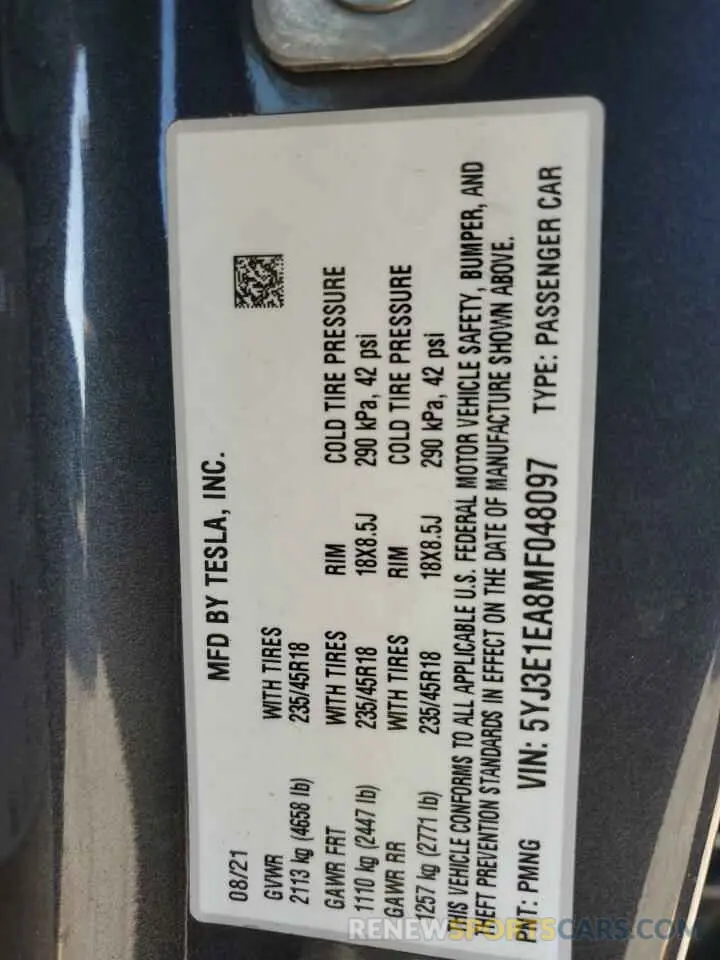 MFD BY TESLA, INC.
08/21
GVWR WITH TIRES
2113 kg (4658 lb) 235/45R18
GAWR FRT WITH TIRES RIM COLD TIRE PRESSURE
1110 kg (2447 lb) 235/45R18 18X8.5J 290 kPa, 42 psi
GAWR RR WITH TIRES RIM COLD TIRE PRESSURE
1257 kg (2771 lb) 235/45R18 18X8.5J 290 kPa, 42 psi
THIS VEHICLE CONFORMS TO ALL APPLICABLE U.S. FEDERAL MOTOR VEHICLE SAFETY, BUMPER, AND
THEFT PREVENTION STANDARDS IN EFFECT ON THE DATE OF MANUFACTURE SHOWN ABOVE.
PNT: PMNG VIN: 5YJ3E1EA8MF048097 TYPE: PASSENGER CAR
RENEWSPORTSCARS.COM